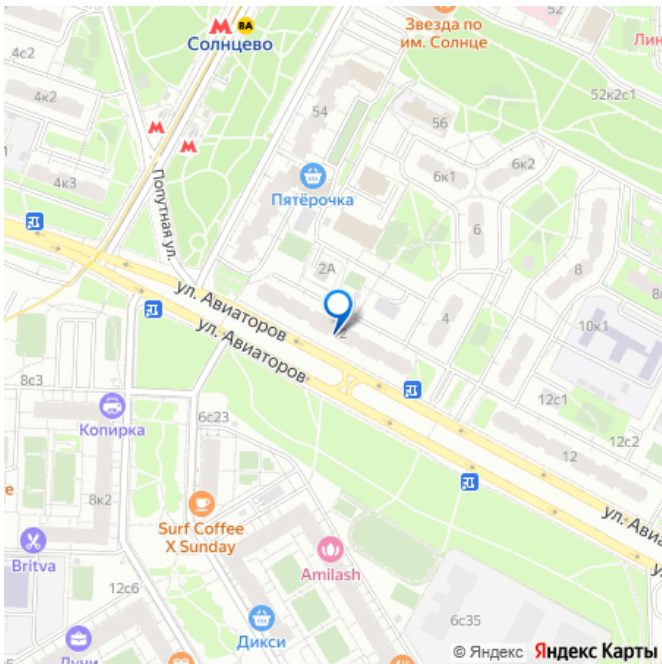 4с2
ВА
Солнцево
Звезда по
им. Солнце
52
Лин
4к2
54
52к2с1
56
6к1
6к2
4к3
Попутная ул.
Пятёрочка
6
2А
8
ул. Авиаторов
4
10к1
ул. Авиаторов
8с3
12с1
Копирка
6с23
12с2
12
8к2
Surf Coffee
X Sunday
ул. Авиа
Britva
Amilash
12с6
Дикси
6с35
© Яндекс Яндекс Карты